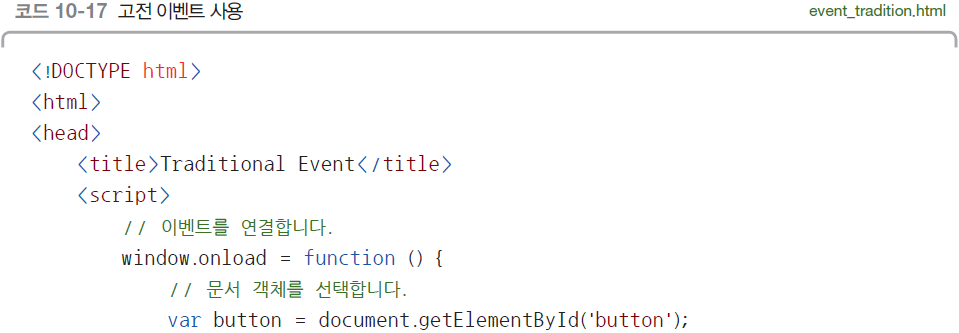 코드 10-17 고전 이벤트 사용 event_tradition.html
<!DOCTYPE html>
<html>
<head>
<title>Traditional Event</title>
<script>
// 이벤트를 연결합니다.
window.onload = function () {
// 문서 객체를 선택합니다.
var button = document.getElementById('button');